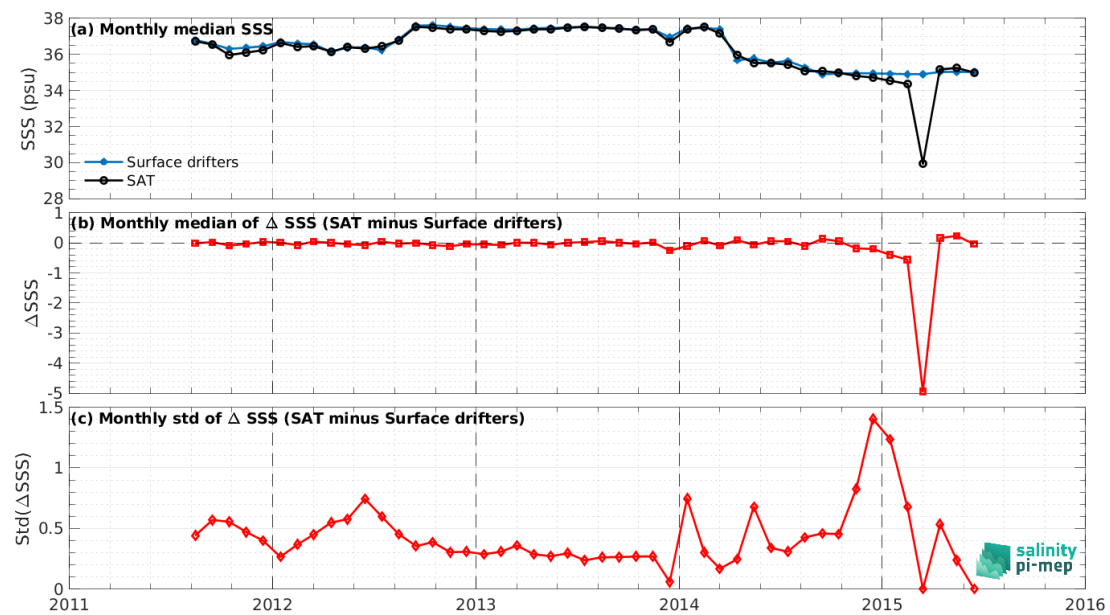 (a) Monthly median SSS
38
36
34
32
30
28
SSS (psu)
Surface drifters
SAT
(b) Monthly median of Δ SSS (SAT minus Surface drifters)
1
0
-1
-2
-3
-4
-5
ΔSSS
(c) Monthly std of Δ SSS (SAT minus Surface drifters)
1.5
1
0.5
0
Std(ΔSSS)
salinity
pi-mep
2011 2012 2013 2014 2015 2016